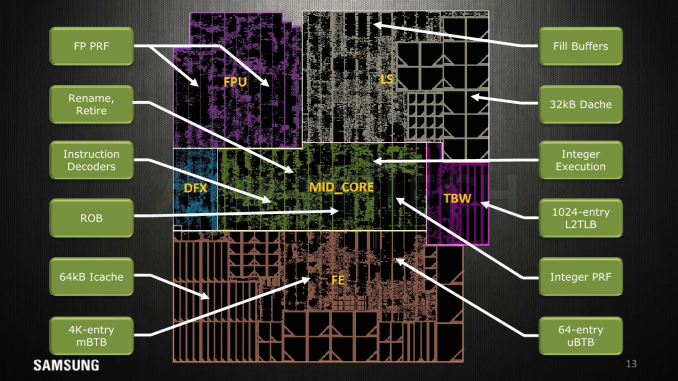 FP PRF
Rename,
Retire
Instruction
Decoders
ROB
64kB Icache
4K-entry
mBTB
FPU
LS
DFX
MID_CORE
TBW
FE
Fill Buffers
32kB Dache
Integer
Execution
1024-entry
L2TLB
Integer PRF
64-entry
uBTB
SAMSUNG
13